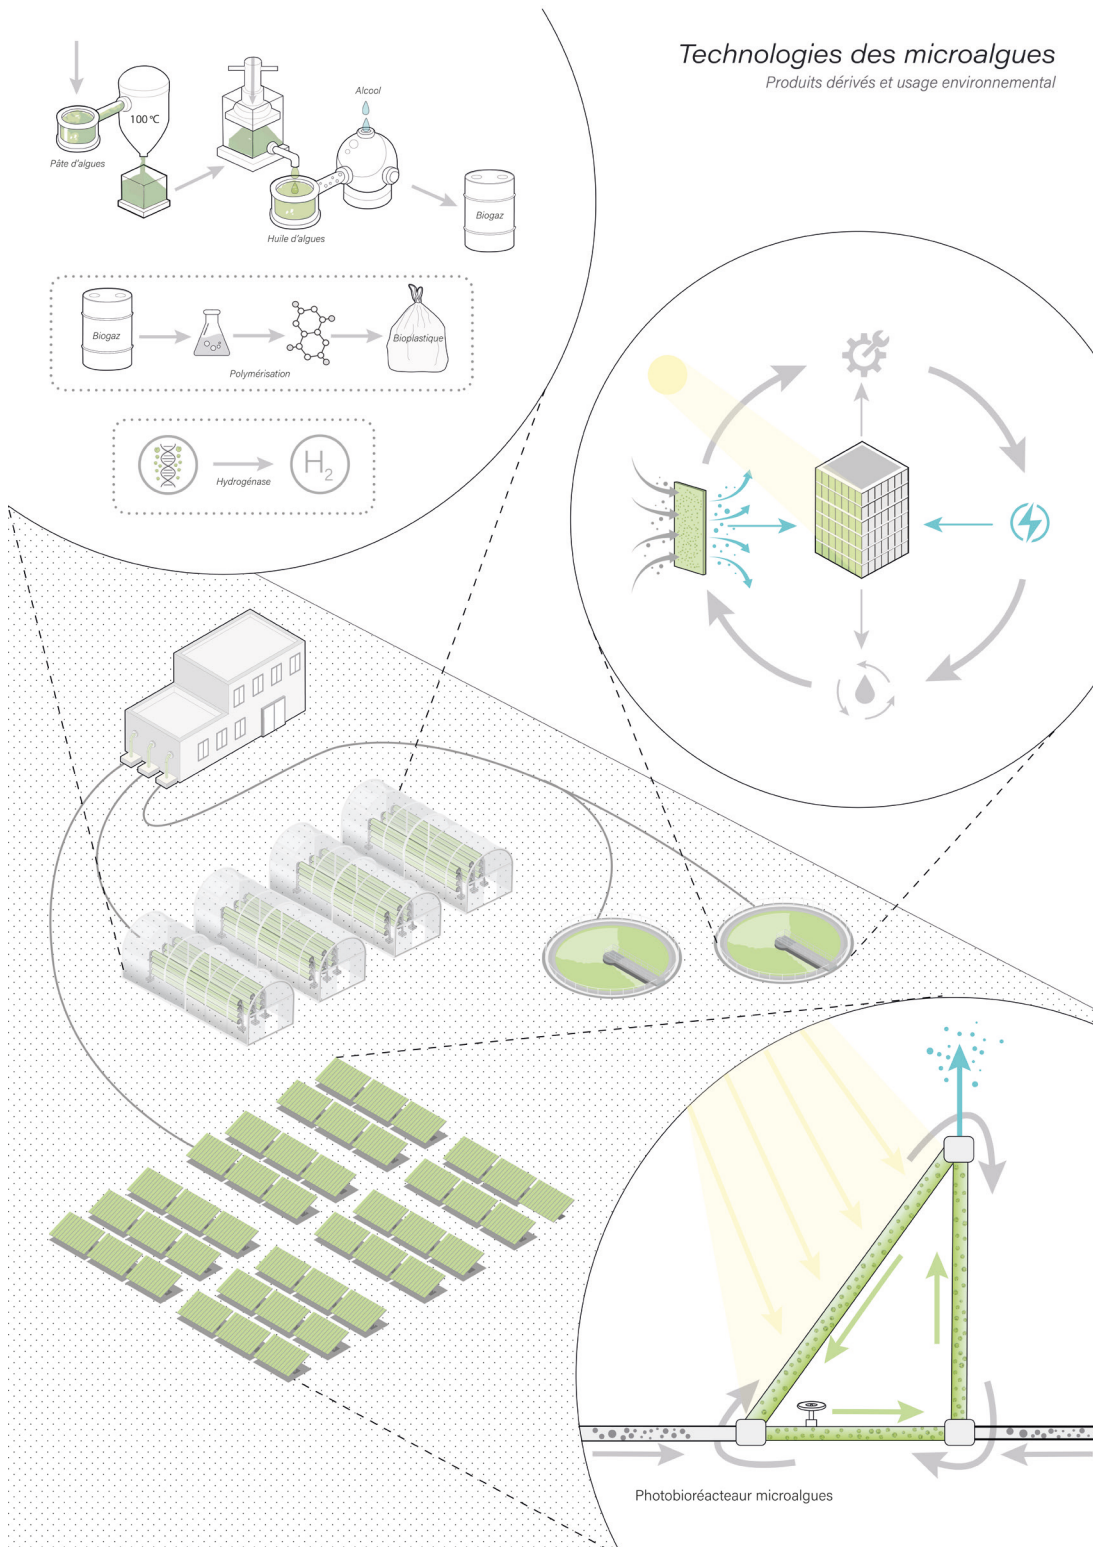 Technologies des microalgues
Produits dérivés et usage environnemental
Alcool
100 °C
Pâte d'algues
Biogaz
Huile d'algues
Biogaz
Bioplastique
Polymérisation
H2
Hydrogénase
Photobioréacteaur microalgues